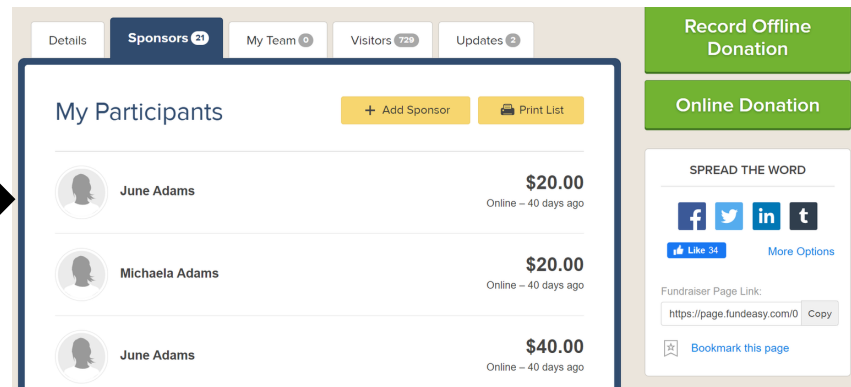 Details
Sponsors 21
My Team 0
Visitors 729
Updates 2
My Participants
+ Add Sponsor
Print List
June Adams
$20.00
Online – 40 days ago
Michaela Adams
$20.00
Online – 40 days ago
June Adams
$40.00
Online – 40 days ago
Record Offline
Donation
Online Donation
SPREAD THE WORD
f
in
t
Like 34
More Options
Fundraiser Page Link:
https://page.fundeasy.com/0
Copy
Bookmark this page